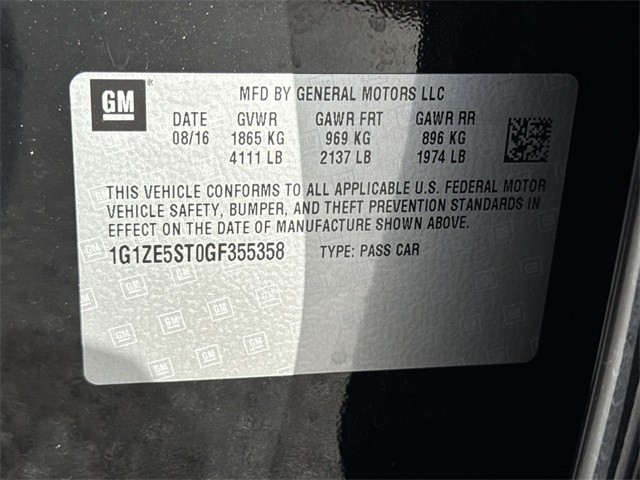 GM
MFD BY GENERAL MOTORS LLC
DATE GVWR GAWR FRT GAWR RR
08/16 1865 KG 969 KG 896 KG
4111 LB 2137 LB 1974 LB
THIS VEHICLE CONFORMS TO ALL APPLICABLE U.S. FEDERAL MOTOR
VEHICLE SAFETY, BUMPER, AND THEFT PREVENTION STANDARDS IN
EFFECT ON THE DATE OF MANUFACTURE SHOWN ABOVE.
1G1ZE5ST0GF355358 TYPE: PASS CAR